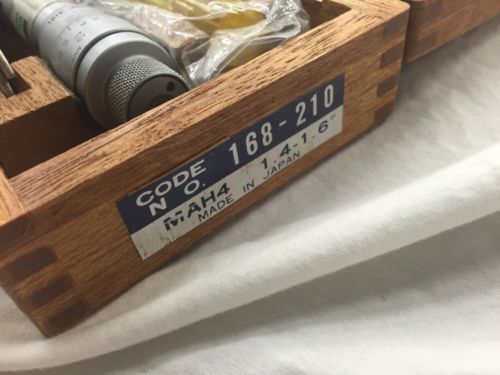 CODE NO. 168-210
MAH4 1.4-1.6"
MADE IN JAPAN